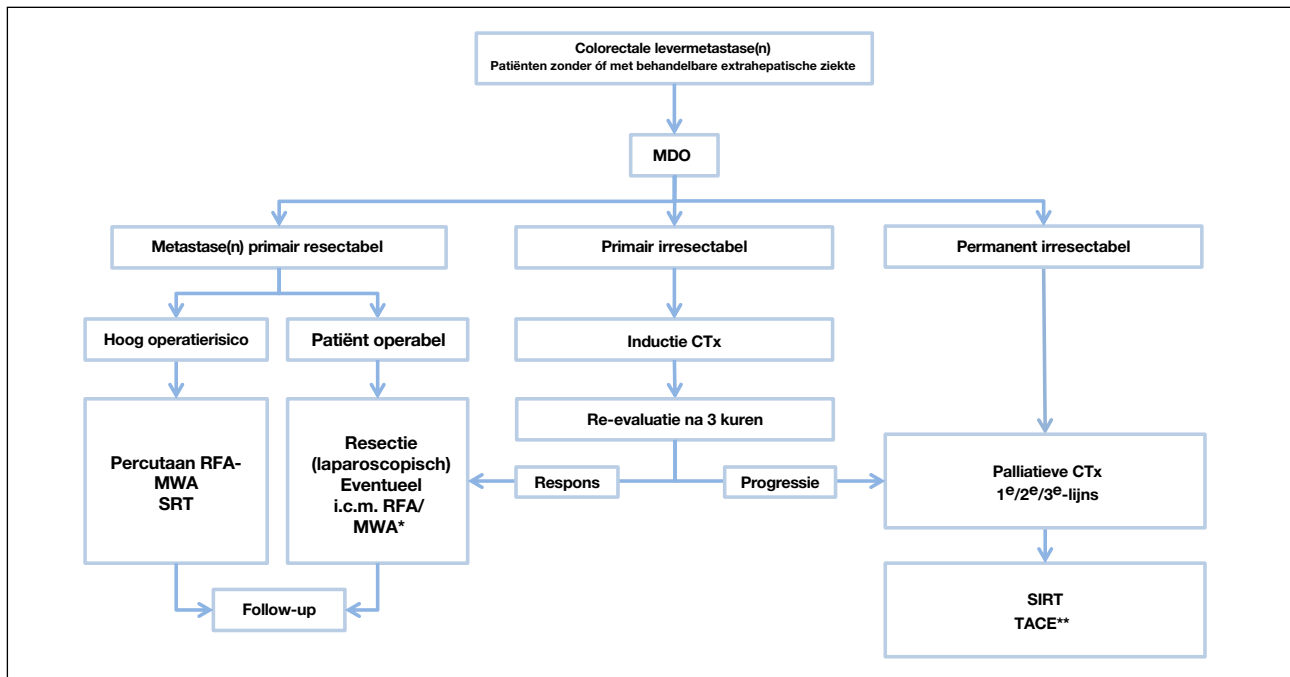 Colorectale levermetastase(n)
Patiënten zonder óf met behandelbare extrahepatische ziekte
MDO
Metastase(n) primair resectabel
Primair irresectabel
Permanent irresectabel
Hoog operatierisico
Patiënt operabel
Inductie CTx
Re-evaluatie na 3 kuren
Percutaan RFA-
MWA
SRT
Resectie
(laparoscopisch)
Eventueel
i.c.m. RFA/
MWA*
Respons
Progressie
Palliatieve CTx
1e/2e/3e-lijns
Follow-up
SIRT
TACE**